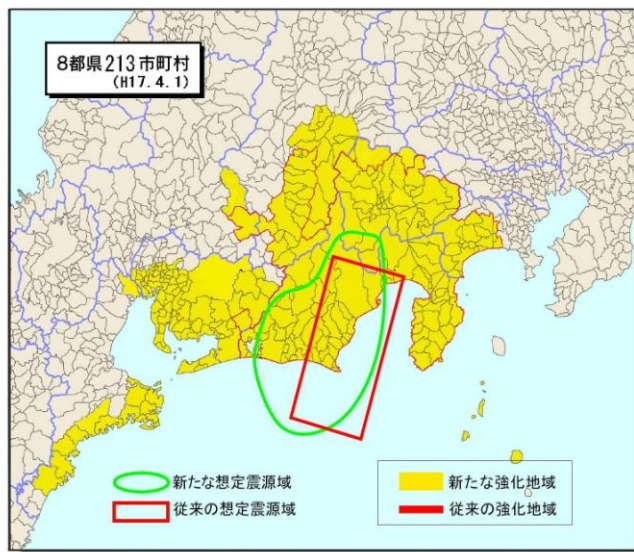 8都県213市町村
(H17.4.1)
新たな想定震源域
従来の想定震源域
新たな強化地域
従来の強化地域